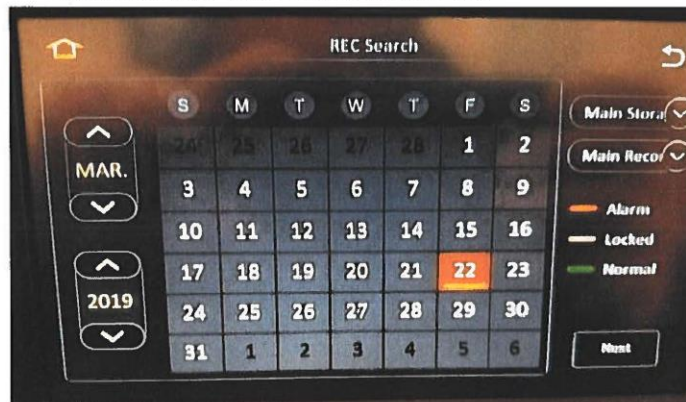 REC Search
S M T W T F S
Main Stora
Main Recor
MAR.
24 25 26 27 28 1 2
3 4 5 6 7 8 9
10 11 12 13 14 15 16
17 18 19 20 21 22 23
24 25 26 27 28 29 30
31 1 2 3 4 5 6
2019
Alarm
Locked
Normal
Next